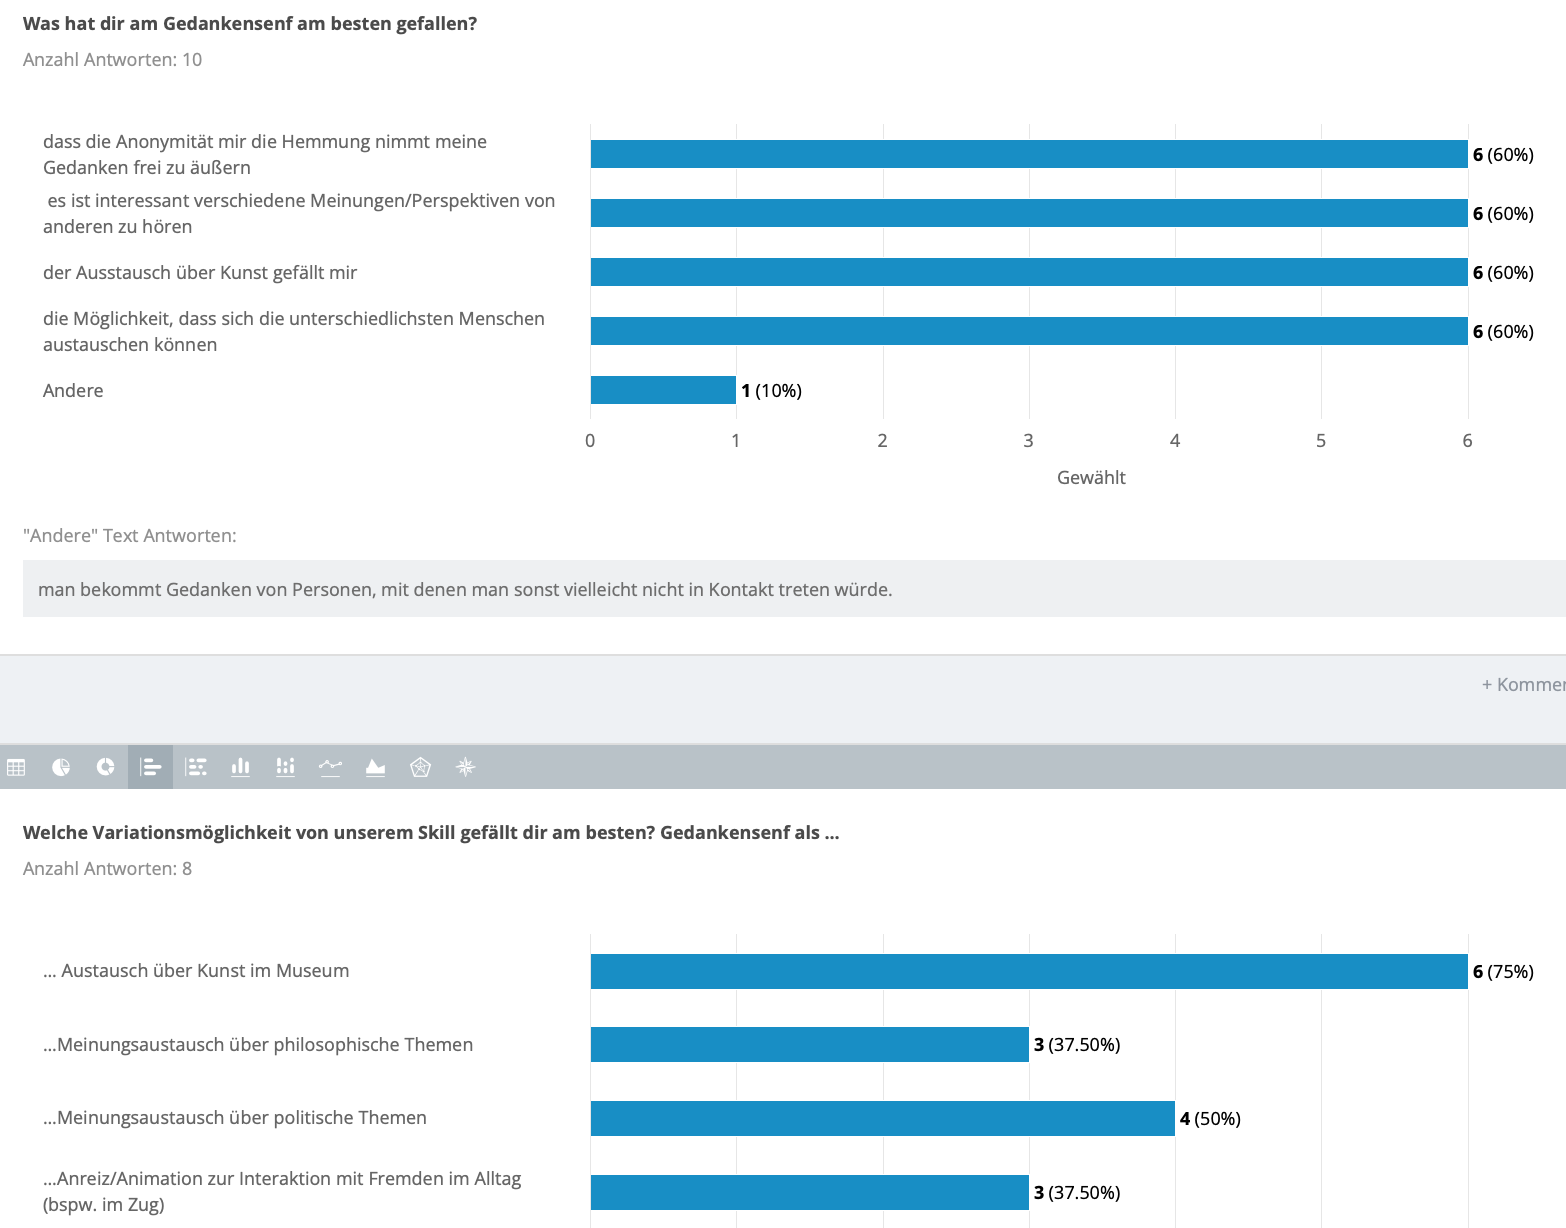 Was hat dir am Gedankensenf am besten gefallen?
Anzahl Antworten: 10
dass die Anonymität mir die Hemmung nimmt meine
Gedanken frei zu äußern
6 (60%)
es ist interessant verschiedene Meinungen/Perspektiven von
anderen zu hören
6 (60%)
der Ausstausch über Kunst gefällt mir
6 (60%)
die Möglichkeit, dass sich die unterschiedlichsten Menschen
austauschen können
6 (60%)
Andere
1 (10%)
0 1 2 3 4 5 6
Gewählt
"Andere" Text Antworten:
man bekommt Gedanken von Personen, mit denen man sonst vielleicht nicht in Kontakt treten würde.
+ Kommen
Welche Variationsmöglichkeit von unserem Skill gefällt dir am besten? Gedankensenf als ...
Anzahl Antworten: 8
... Austausch über Kunst im Museum
6 (75%)
...Meinungsaustausch über philosophische Themen
3 (37.50%)
...Meinungsaustausch über politische Themen
4 (50%)
...Anreiz/Animation zur Interaktion mit Fremden im Alltag
(bspw. im Zug)
3 (37.50%)